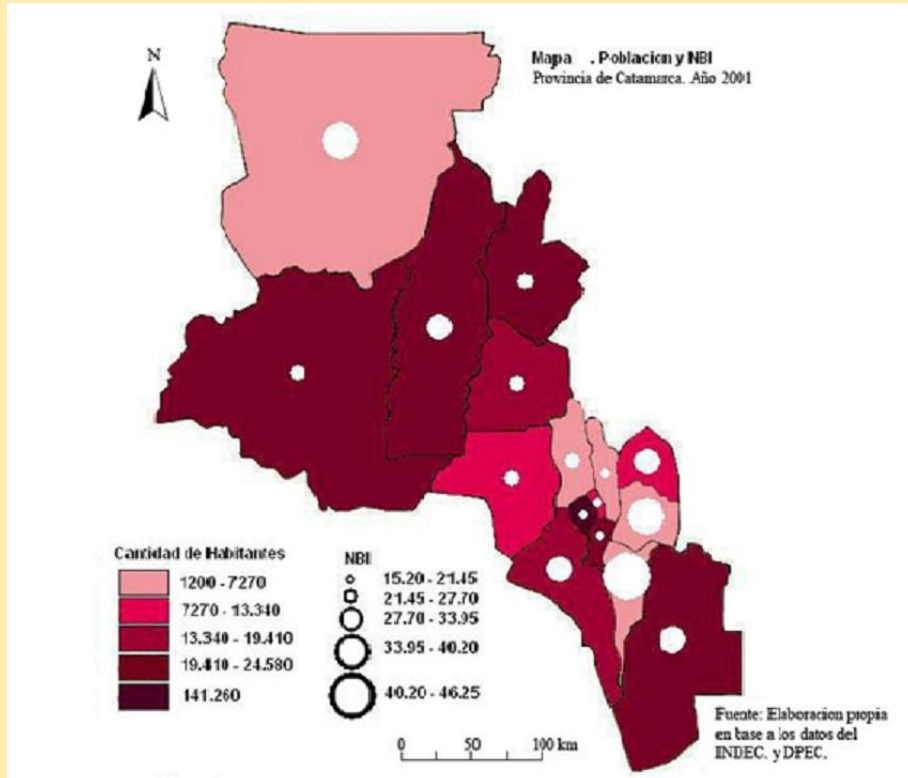 Mapa . Poblacion y NBI
Provincia de Catamarca. Año 2001
N
Cantidad de Habitantes
1200 - 7270
7270 - 13.340
13.340 - 19.410
19.410 - 24.580
141.260
NBI
15.20 - 21.45
21.45 - 27.70
27.70 - 33.95
33.95 - 40.20
40.20 - 46.25
0 50 100 km
Fuente: Elaboracion propia
en base a los datos del
INDEC. y DPEC.